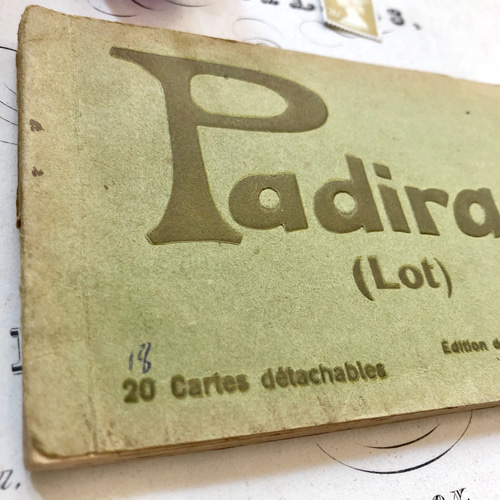 Padira
(Lot)
18
Édition d
20 Cartes détachables